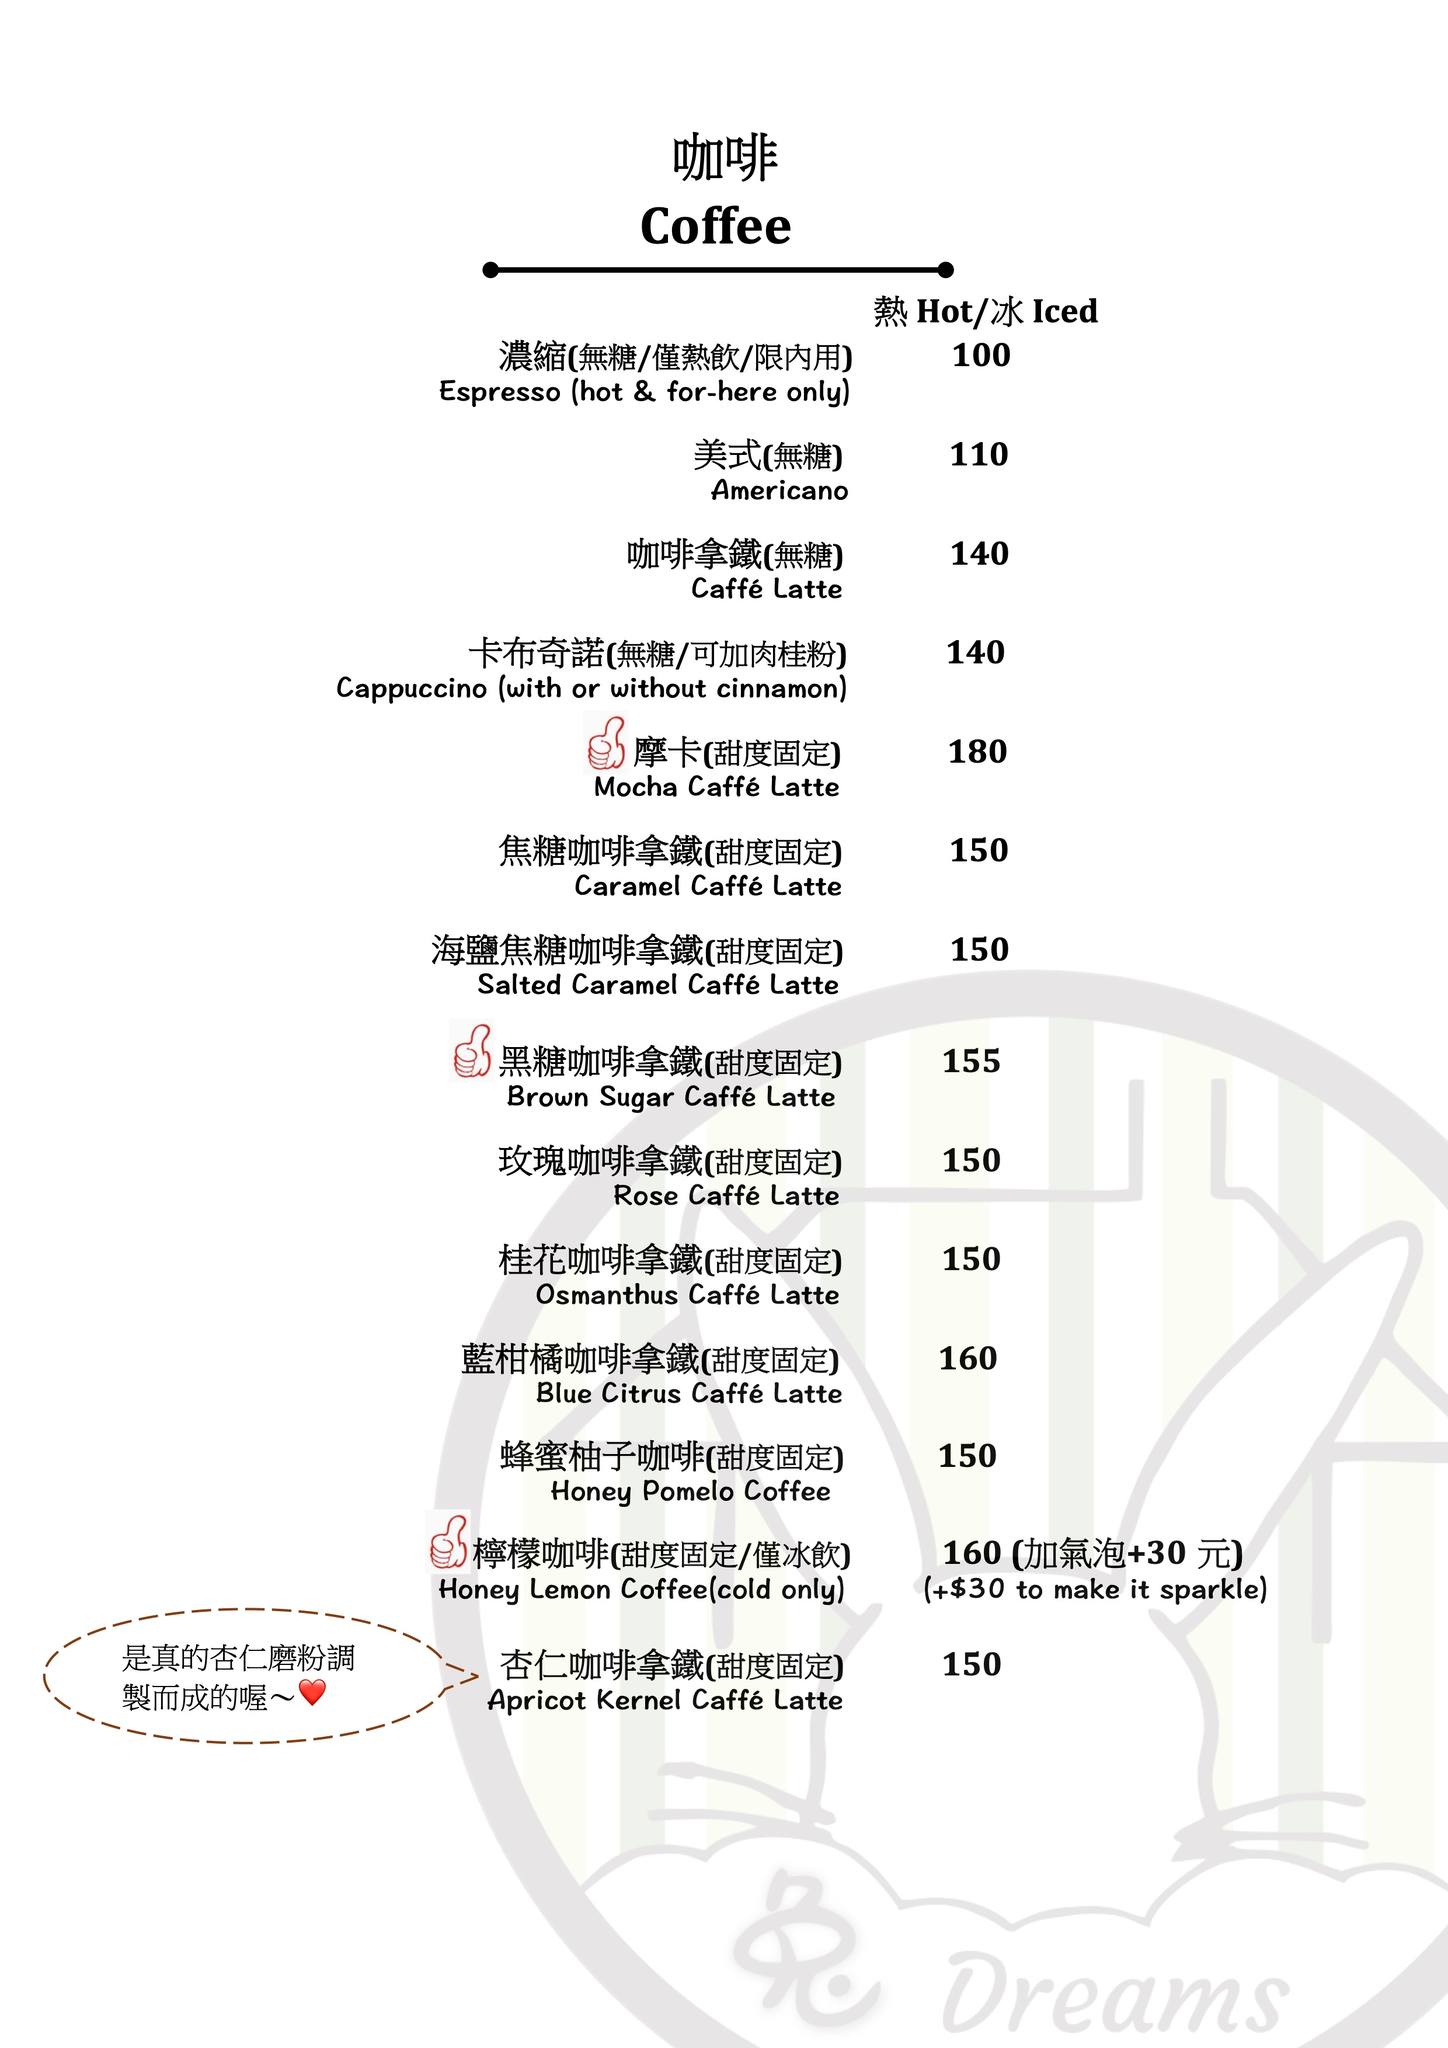 咖啡
Coffee
熱 Hot/冰 Iced
濃縮(無糖/僅熱飲/限內用) 100
Espresso (hot & for-here only)
美式(無糖) 110
Americano
咖啡拿鐵(無糖) 140
Caffé Latte
卡布奇諾(無糖/可加肉桂粉) 140
Cappuccino (with or without cinnamon)
摩卡(甜度固定) 180
Mocha Caffé Latte
焦糖咖啡拿鐵(甜度固定) 150
Caramel Caffé Latte
海鹽焦糖咖啡拿鐵(甜度固定) 150
Salted Caramel Caffé Latte
黑糖咖啡拿鐵(甜度固定) 155
Brown Sugar Caffé Latte
玫瑰咖啡拿鐵(甜度固定) 150
Rose Caffé Latte
桂花咖啡拿鐵(甜度固定) 150
Osmanthus Caffé Latte
藍柑橘咖啡拿鐵(甜度固定) 160
Blue Citrus Caffé Latte
蜂蜜柚子咖啡(甜度固定) 150
Honey Pomelo Coffee
檸檬咖啡(甜度固定/僅冰飲) 160 (加氣泡+30 元)
Honey Lemon Coffee(cold only) (+$30 to make it sparkle)
杏仁咖啡拿鐵(甜度固定) 150
Apricot Kernel Caffé Latte
是真的杏仁磨粉調
製而成的喔～❤️
兔 Dreams